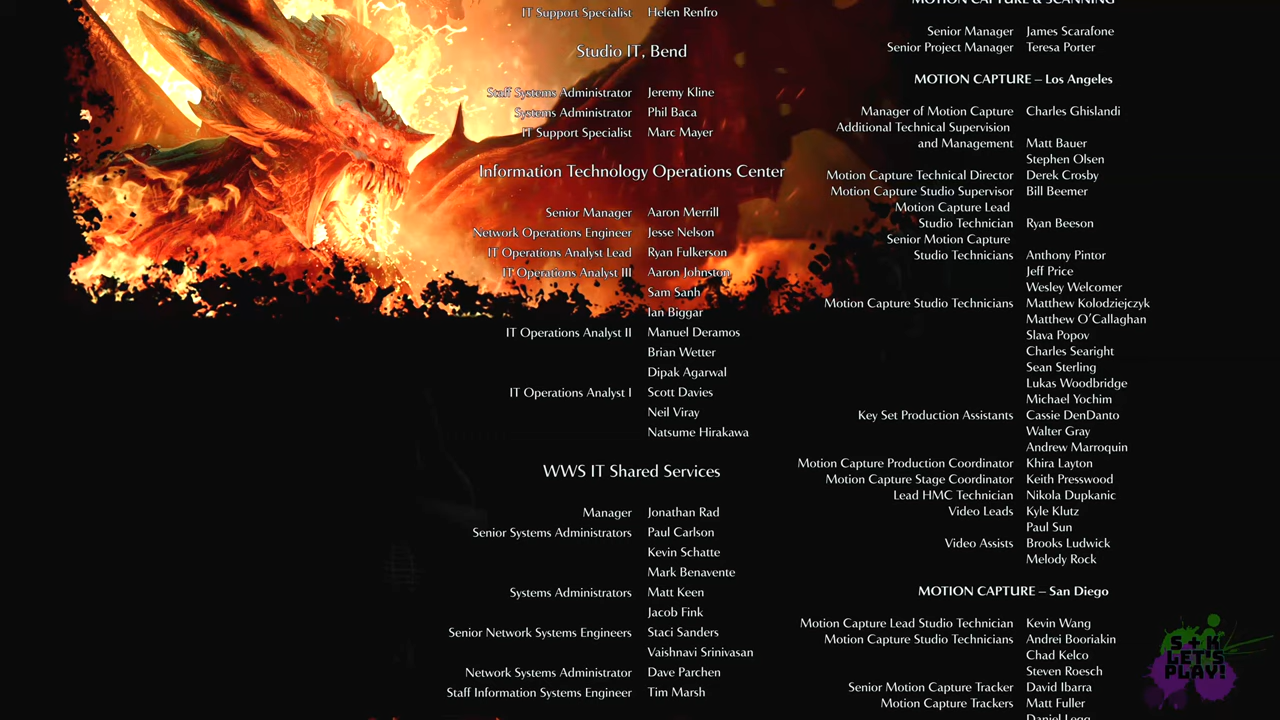 IT Support Specialist Helen Renfro
Studio IT, Bend
Staff Systems Administrator Jeremy Kline
Systems Administrator Phil Baca
IT Support Specialist Marc Mayer
Information Technology Operations Center
Senior Manager Aaron Merrill
Network Operations Engineer Jesse Nelson
IT Operations Analyst Lead Ryan Fulkerson
IT Operations Analyst III Aaron Johnston
Sam Sanh
Ian Biggar
IT Operations Analyst II Manuel Deramos
Brian Wetter
Dipak Agarwal
IT Operations Analyst I Scott Davies
Neil Viray
Natsume Hirakawa
WWS IT Shared Services
Manager Jonathan Rad
Senior Systems Administrators Paul Carlson
Kevin Schatte
Mark Benavente
Systems Administrators Matt Keen
Jacob Fink
Senior Network Systems Engineers Staci Sanders
Vaishnavi Srinivasan
Network Systems Administrator Dave Parchen
Staff Information Systems Engineer Tim Marsh
MOTION CAPTURE & SCANNING
Senior Manager James Scarafone
Senior Project Manager Teresa Porter
MOTION CAPTURE – Los Angeles
Manager of Motion Capture Charles Ghislandi
Additional Technical Supervision
and Management Matt Bauer
Stephen Olsen
Motion Capture Technical Director Derek Crosby
Motion Capture Studio Supervisor Bill Beemer
Motion Capture Lead
Studio Technician Ryan Beeson
Senior Motion Capture
Studio Technicians Anthony Pintor
Jeff Price
Wesley Welcomer
Motion Capture Studio Technicians Matthew Kolodziejczyk
Matthew O'Callaghan
Slava Popov
Charles Searight
Sean Sterling
Lukas Woodbridge
Michael Yochim
Key Set Production Assistants Cassie DenDanto
Walter Gray
Andrew Marroquin
Motion Capture Production Coordinator Khira Layton
Motion Capture Stage Coordinator Keith Presswood
Lead HMC Technician Nikola Dupkanic
Video Leads Kyle Klutz
Paul Sun
Video Assists Brooks Ludwick
Melody Rock
MOTION CAPTURE – San Diego
Motion Capture Lead Studio Technician Kevin Wang
Motion Capture Studio Technicians Andrei Booriakin
Chad Kelco
Steven Roesch
Senior Motion Capture Tracker David Ibarra
Motion Capture Trackers Matt Fuller
Daniel Legg
S+K
LET'S
PLAY!